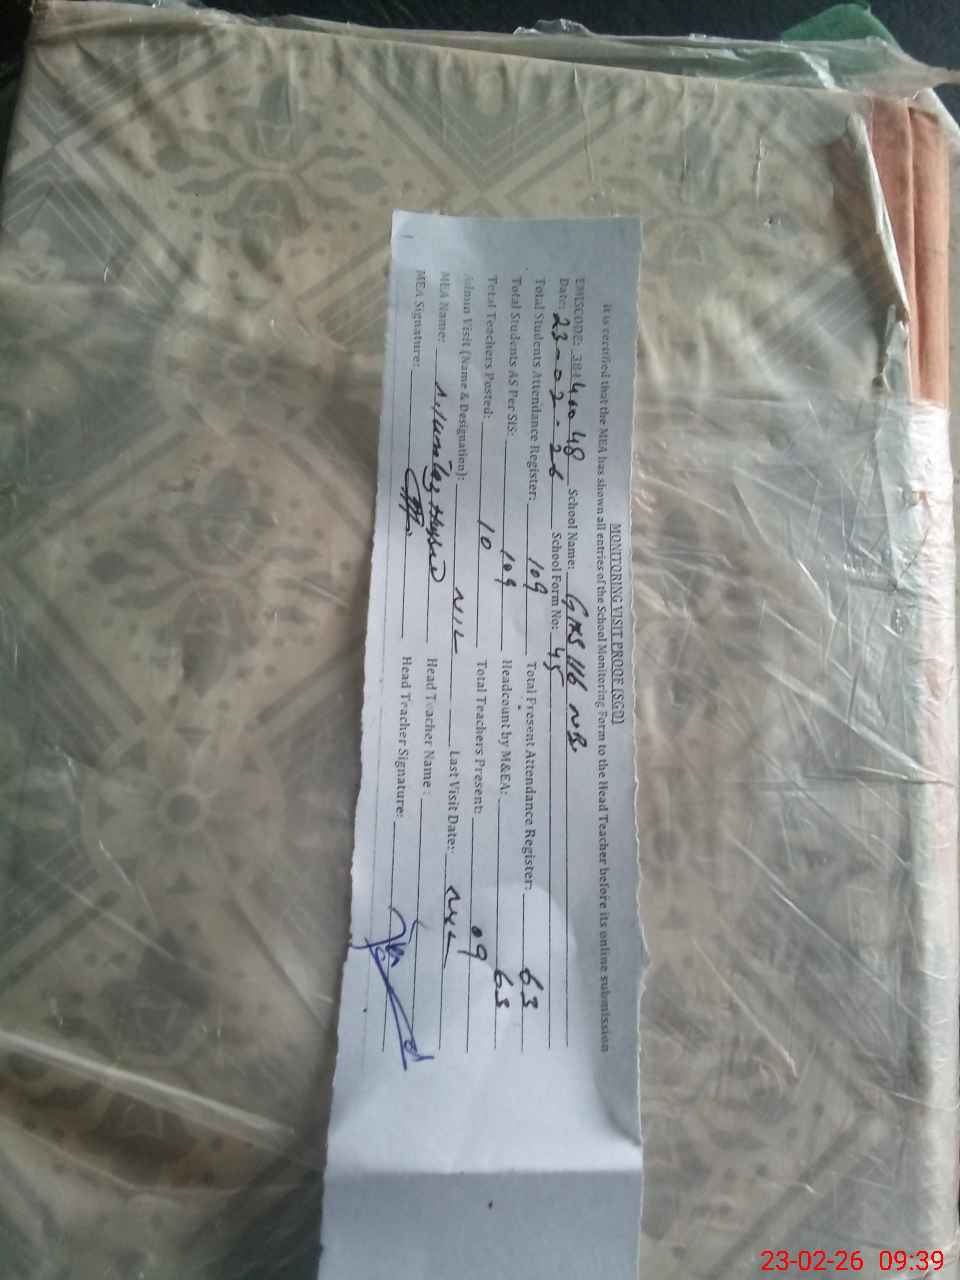 MONITORING VISIT PROOF (SGD)
It is certified that the MEA has shown all entries of the School Monitoring Form to the Head Teacher before its online submission
EMISCODE: 48 School Name: 116 NB
Date: 23-02-26 School Form No: 45
Total Students Attendance Register: 109 Total Present Attendance Register: 63
Total Students AS Per SIS: 109 Headcount by M&EA: 63
Total Teachers Posted: 10 Total Teachers Present: 09
Admin Visit (Name & Designation): NIL Last Visit Date:
MEA Name: Head Teacher Name :
MEA Signature: Head Teacher Signature:
23-02-26 09:39